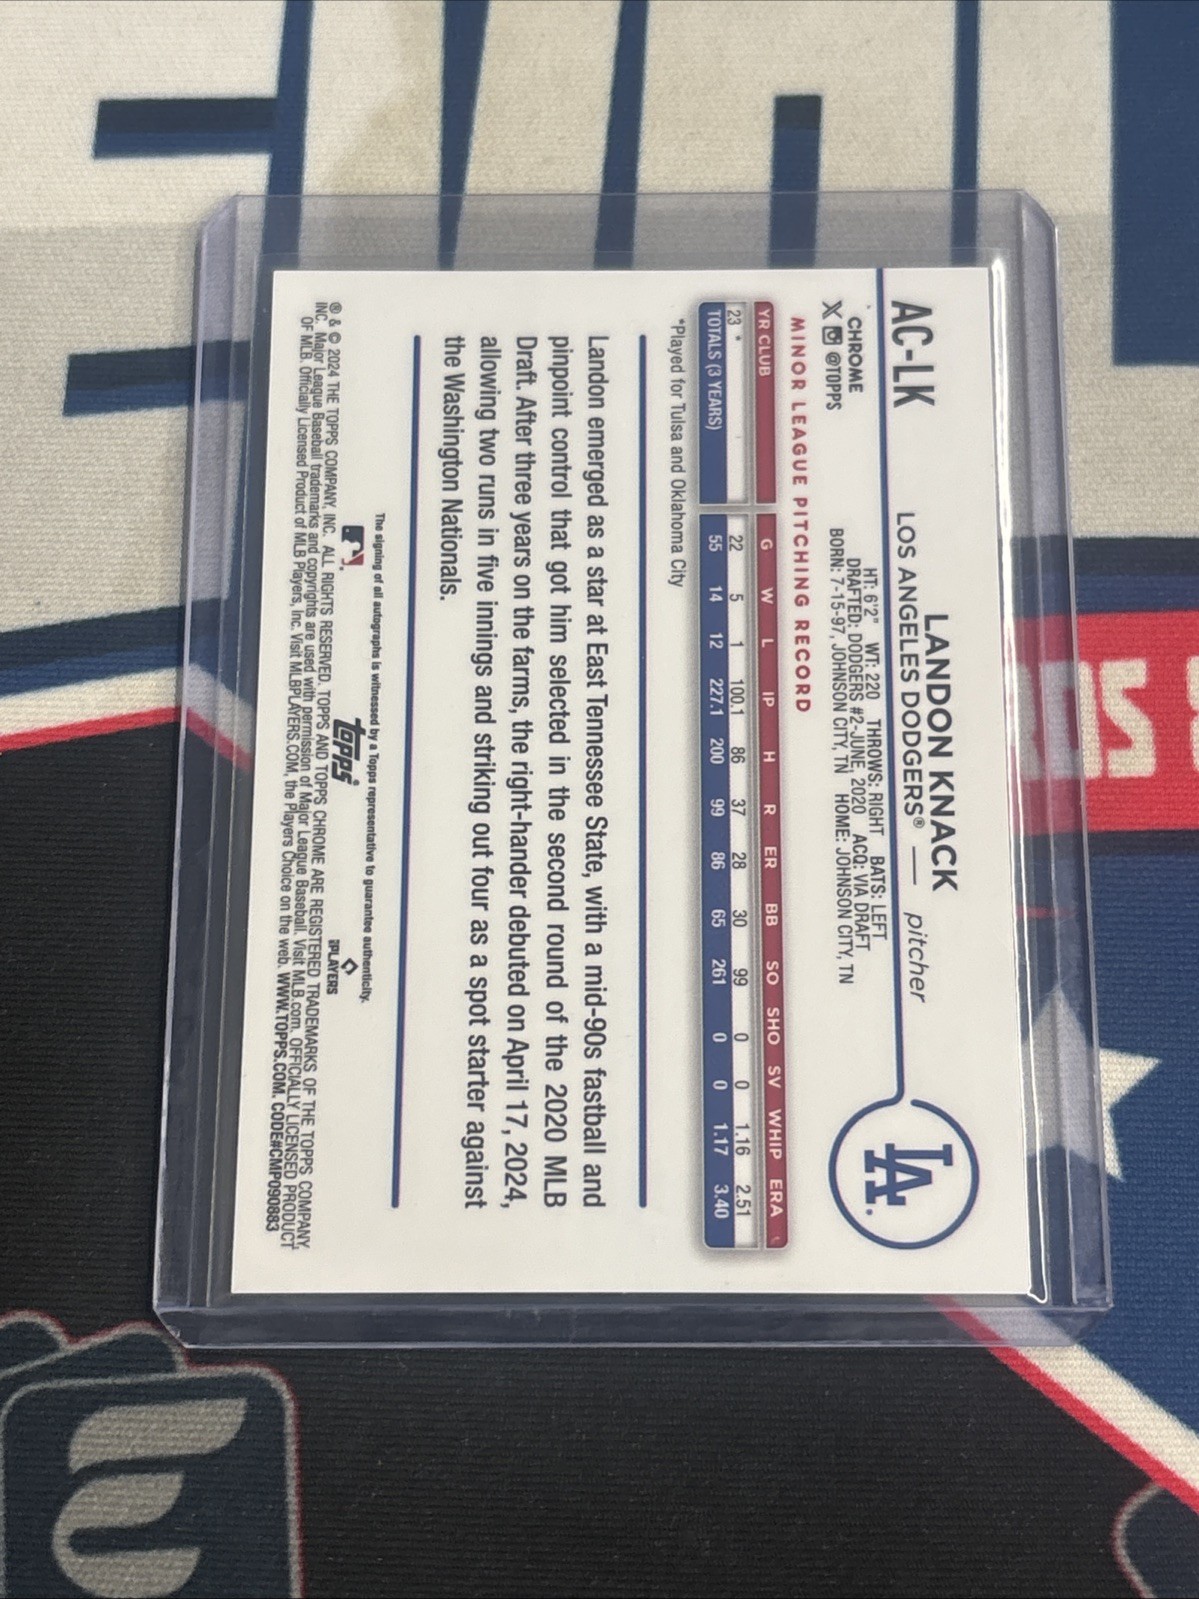 AC-LK
LANDON KNACK
LOS ANGELES DODGERS® — pitcher
CHROME
@TOPPS
HT: 6'2" WT: 220 THROWS: RIGHT BATS: LEFT
DRAFTED: DODGERS #2-JUNE, 2020 ACQ: VIA DRAFT
BORN: 7-15-97, JOHNSON CITY, TN HOME: JOHNSON CITY, TN
LA
MINOR LEAGUE PITCHING RECORD
YR CLUB G W L IP H R ER BB SO SHO SV WHIP ERA
23 * 22 5 1 100.1 86 37 28 30 99 0 0 1.16 2.51
TOTALS (3 YEARS) 55 14 12 227.1 200 99 86 65 261 0 0 1.17 3.40
*Played for Tulsa and Oklahoma City
Landon emerged as a star at East Tennessee State, with a mid-90s fastball and
pinpoint control that got him selected in the second round of the 2020 MLB
Draft. After three years on the farms, the right-hander debuted on April 17, 2024,
allowing two runs in five innings and striking out four as a spot starter against
the Washington Nationals.
The signing of all autographs is witnessed by a Topps representative to guarantee authenticity.
topps
PLAYERS
® & © 2024 THE TOPPS COMPANY, INC. ALL RIGHTS RESERVED. TOPPS AND TOPPS CHROME ARE REGISTERED TRADEMARKS OF THE TOPPS COMPANY,
INC. Major League Baseball trademarks and copyrights are used with permission of Major League Baseball. Visit MLB.com. OFFICIALLY LICENSED PRODUCT
OF MLB. Officially Licensed Product of MLB Players, Inc. Visit MLBPLAYERS.COM, the Players Choice on the web. WWW.TOPPS.COM. CODE#CMP090883